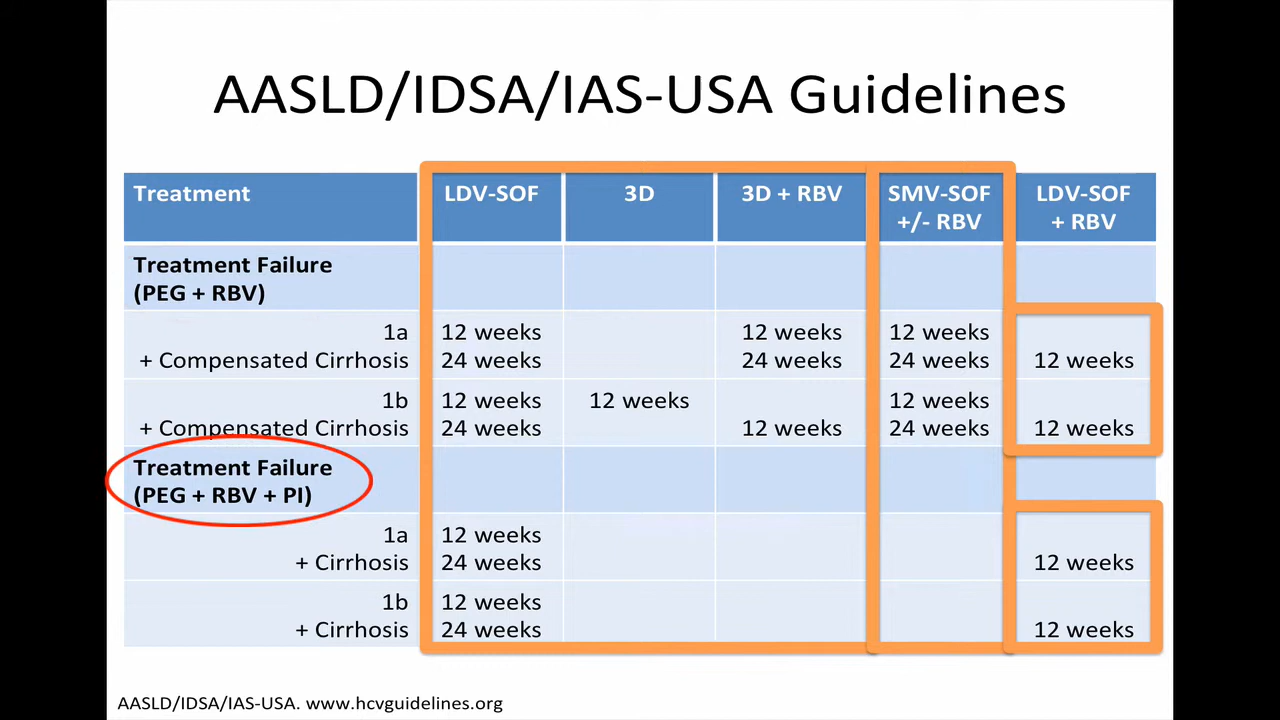 AASLD/IDSA/IAS-USA Guidelines
Treatment LDV-SOF 3D 3D + RBV SMV-SOF +/- RBV LDV-SOF + RBV
Treatment Failure
(PEG + RBV)
1a 12 weeks 12 weeks 12 weeks
+ Compensated Cirrhosis 24 weeks 24 weeks 24 weeks 12 weeks
1b 12 weeks 12 weeks 12 weeks
+ Compensated Cirrhosis 24 weeks 12 weeks 24 weeks 12 weeks
Treatment Failure
(PEG + RBV + PI)
1a 12 weeks
+ Cirrhosis 24 weeks 12 weeks
1b 12 weeks
+ Cirrhosis 24 weeks 12 weeks
AASLD/IDSA/IAS-USA. www.hcvguidelines.org